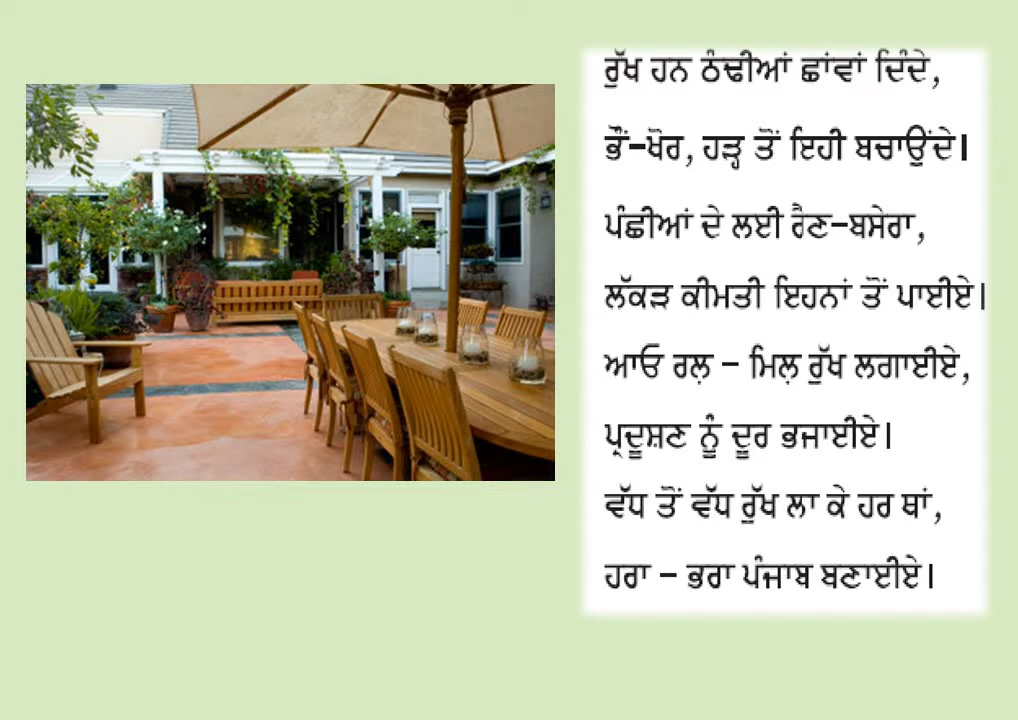 ਰੁੱਖ ਹਨ ਠੰਢੀਆਂ ਛਾਂਵਾਂ ਦਿੰਦੇ,
ਭੌਂ-ਖੋਰ, ਹੜ੍ਹ ਤੋਂ ਇਹੀ ਬਚਾਉਂਦੇ।
ਪੰਛੀਆਂ ਦੇ ਲਈ ਰੈਣ-ਬਸੇਰਾ,
ਲੱਕੜ ਕੀਮਤੀ ਇਹਨਾਂ ਤੋਂ ਪਾਈਏ।
ਆਓ ਰਲ਼ - ਮਿਲ਼ ਰੁੱਖ ਲਗਾਈਏ,
ਪ੍ਰਦੂਸ਼ਣ ਨੂੰ ਦੂਰ ਭਜਾਈਏ।
ਵੱਧ ਤੋਂ ਵੱਧ ਰੁੱਖ ਲਾ ਕੇ ਹਰ ਥਾਂ,
ਹਰਾ - ਭਰਾ ਪੰਜਾਬ ਬਣਾਈਏ।